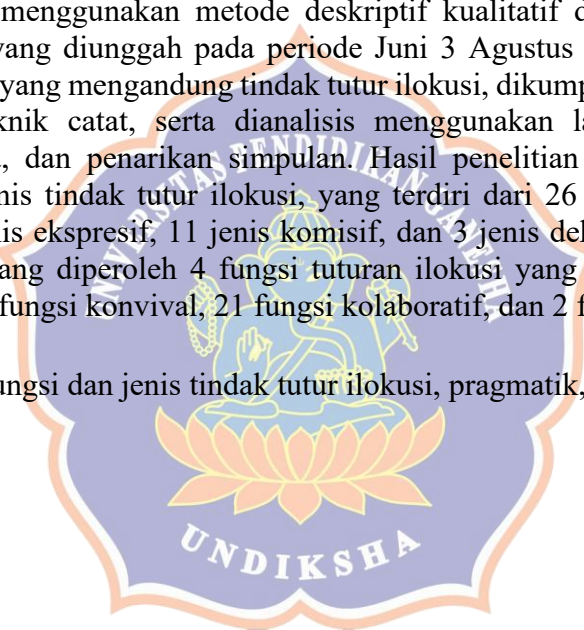 menggunakan metode deskriptif kualitatif d
yang diunggah pada periode Juni 3 Agustus
yang mengandung tindak tutur ilokusi, dikump
knik catat, serta dianalisis menggunakan la
, dan penarikan simpulan. Hasil penelitian
nis tindak tutur ilokusi, yang terdiri dari 26
is ekspresif, 11 jenis komisif, dan 3 jenis de
ang diperoleh 4 fungsi tuturan ilokusi yang
fungsi konvival, 21 fungsi kolaboratif, dan 2 f
ungsi dan jenis tindak tutur ilokusi, pragmatik,
UNIVERSITAS PENDIDIKAN GANESHA
UNDIKSHA